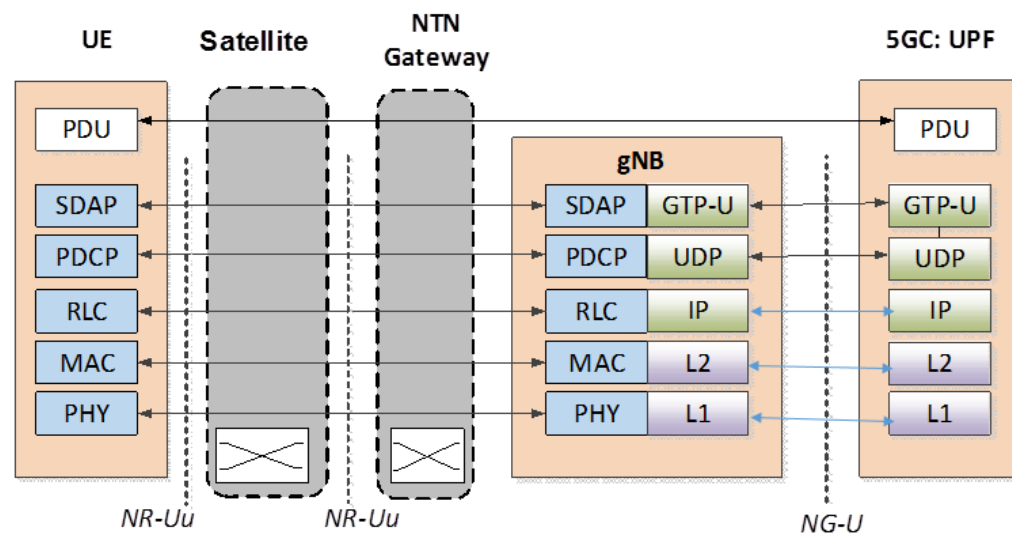 UE
Satellite
NTN
Gateway
5GC: UPF
PDU
PDU
gNB
SDAP
SDAP
GTP-U
GTP-U
PDCP
PDCP
UDP
UDP
RLC
RLC
IP
IP
MAC
MAC
L2
L2
PHY
PHY
L1
L1
NR-Uu
NR-Uu
NG-U